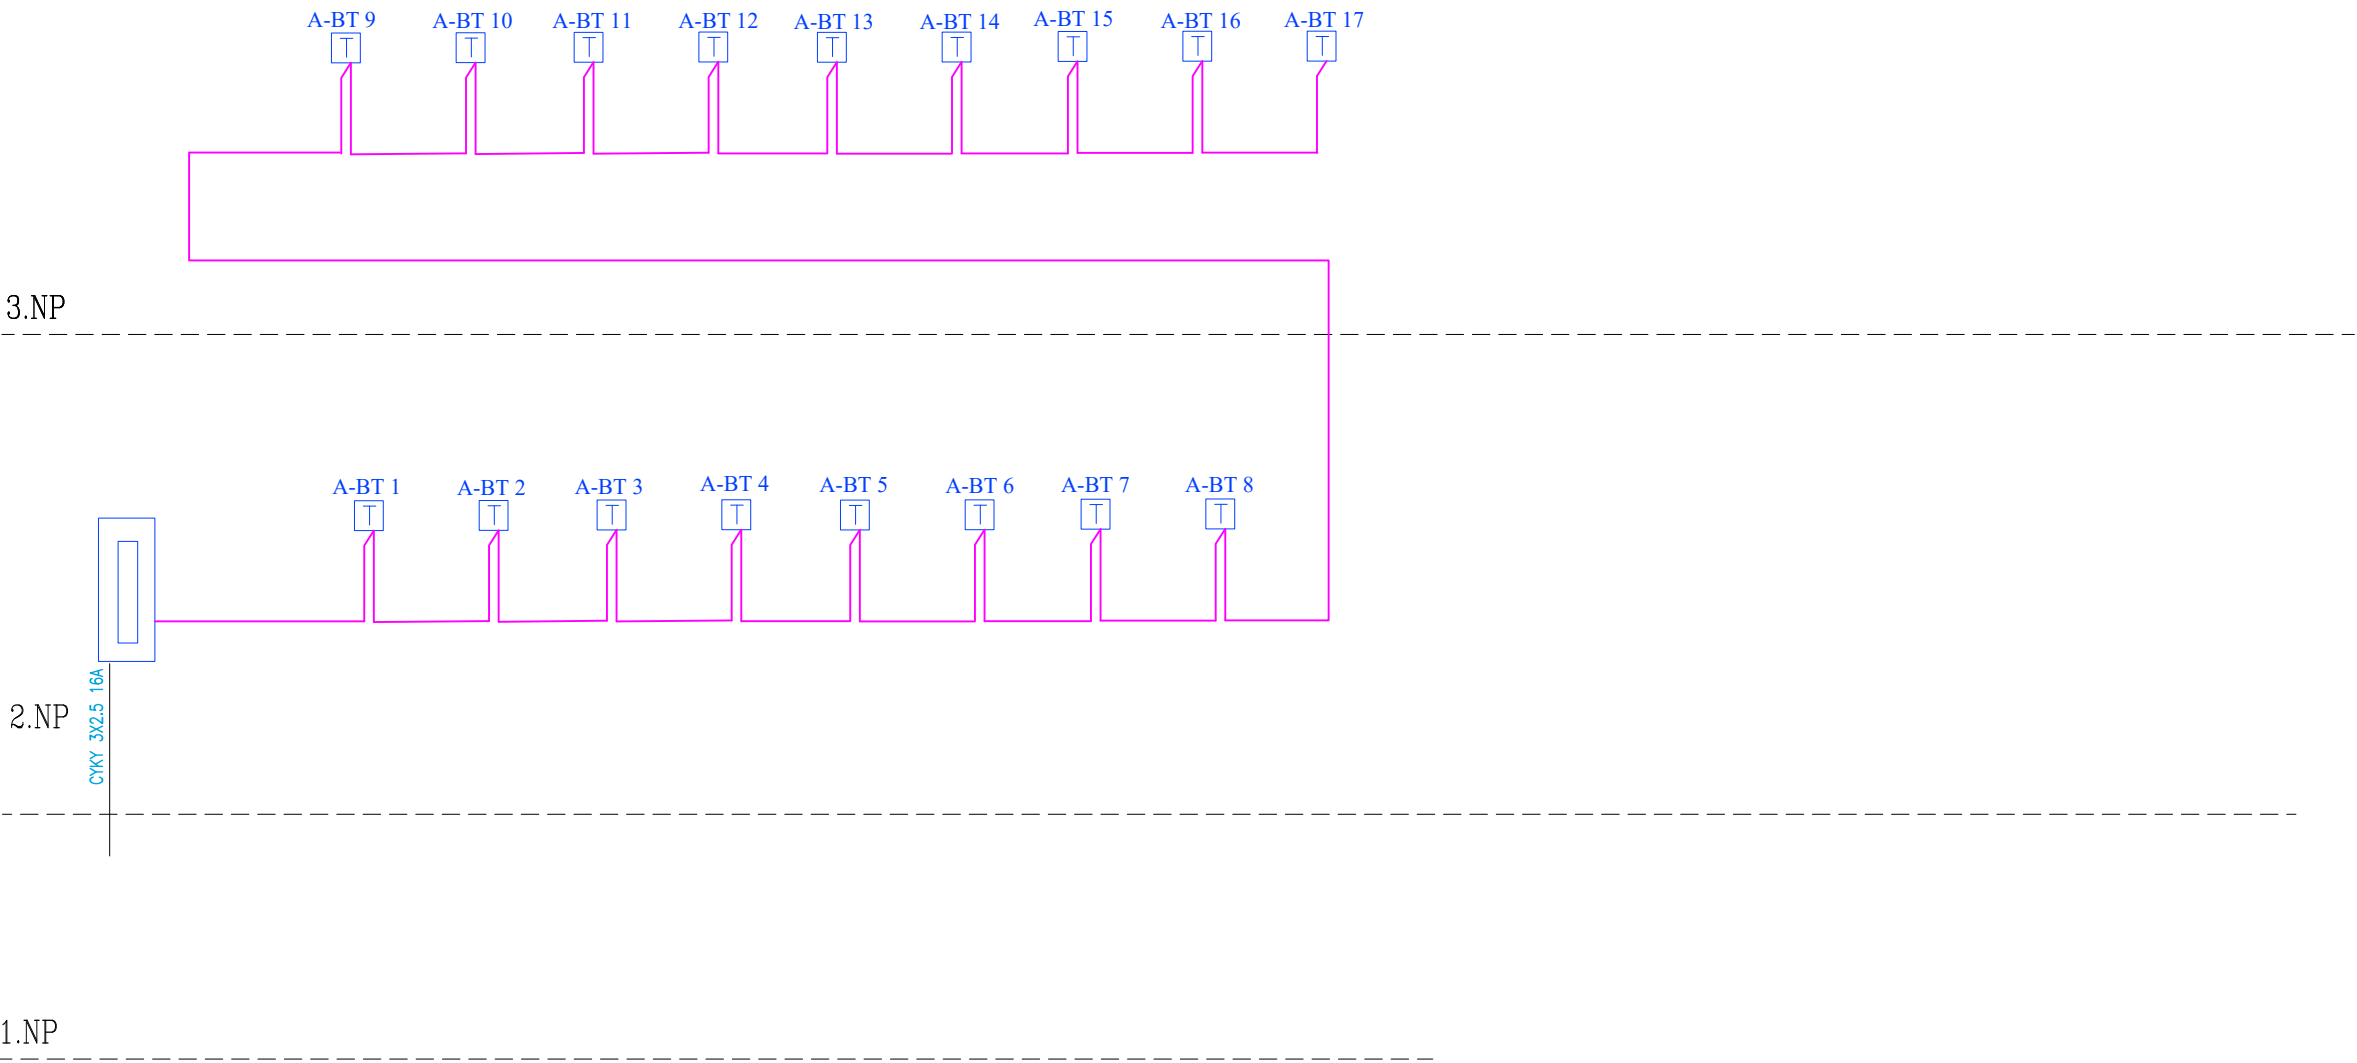 A-BT 9 A-BT 10 A-BT 11 A-BT 12 A-BT 13 A-BT 14 A-BT 15 A-BT 16 A-BT 17
T T T T T T T T T
3.NP
A-BT 1 A-BT 2 A-BT 3 A-BT 4 A-BT 5 A-BT 6 A-BT 7 A-BT 8
T T T T T T T T
CYKY 3X2.5 16A
2.NP
1.NP